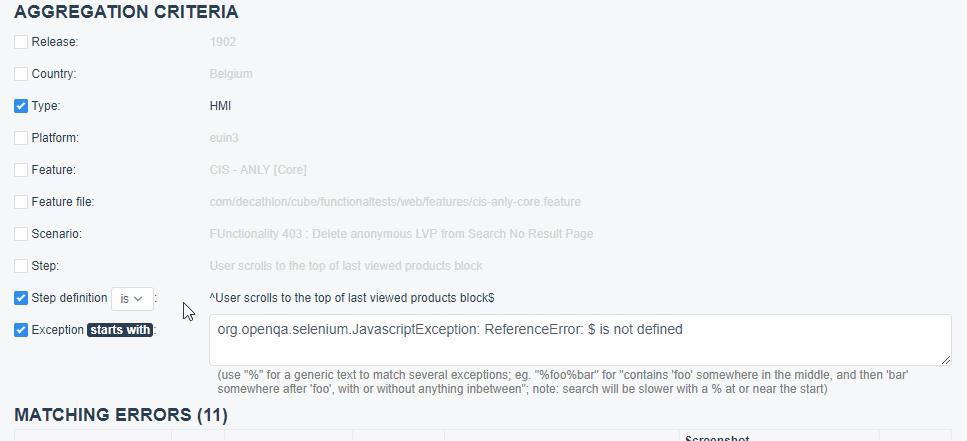 AGGREGATION CRITERIA
Release: 1902
Country: Belgium
Type: HMI
Platform: euin3
Feature: CIS - ANLY [Core]
Feature file: com/decathlon/cube/functionaltests/web/features/cis-anly-core.feature
Scenario: FUnctionality 403 : Delete anonymous LVP from Search No Result Page
Step: User scrolls to the top of last viewed products block
Step definition is : ^User scrolls to the top of last viewed products block$
Exception starts with: org.openqa.selenium.JavascriptException: ReferenceError: $ is not defined
(use "%" for a generic text to match several exceptions; eg. "%foo%bar" for "contains 'foo' somewhere in the middle, and then 'bar'
somewhere after 'foo', with or without anything inbetween"; note: search will be slower with a % at or near the start)
MATCHING ERRORS (11)
Screenshot